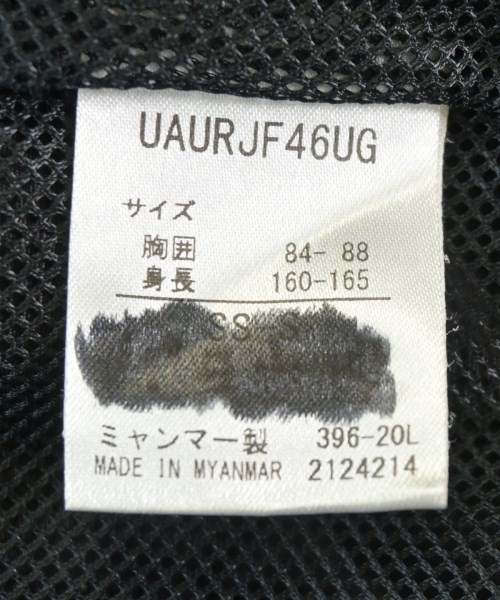 UAURJF46UG
サイズ
胸囲 84- 88
身長 160-165
SS
ミャンマー製 396-20L
MADE IN MYANMAR 2124214